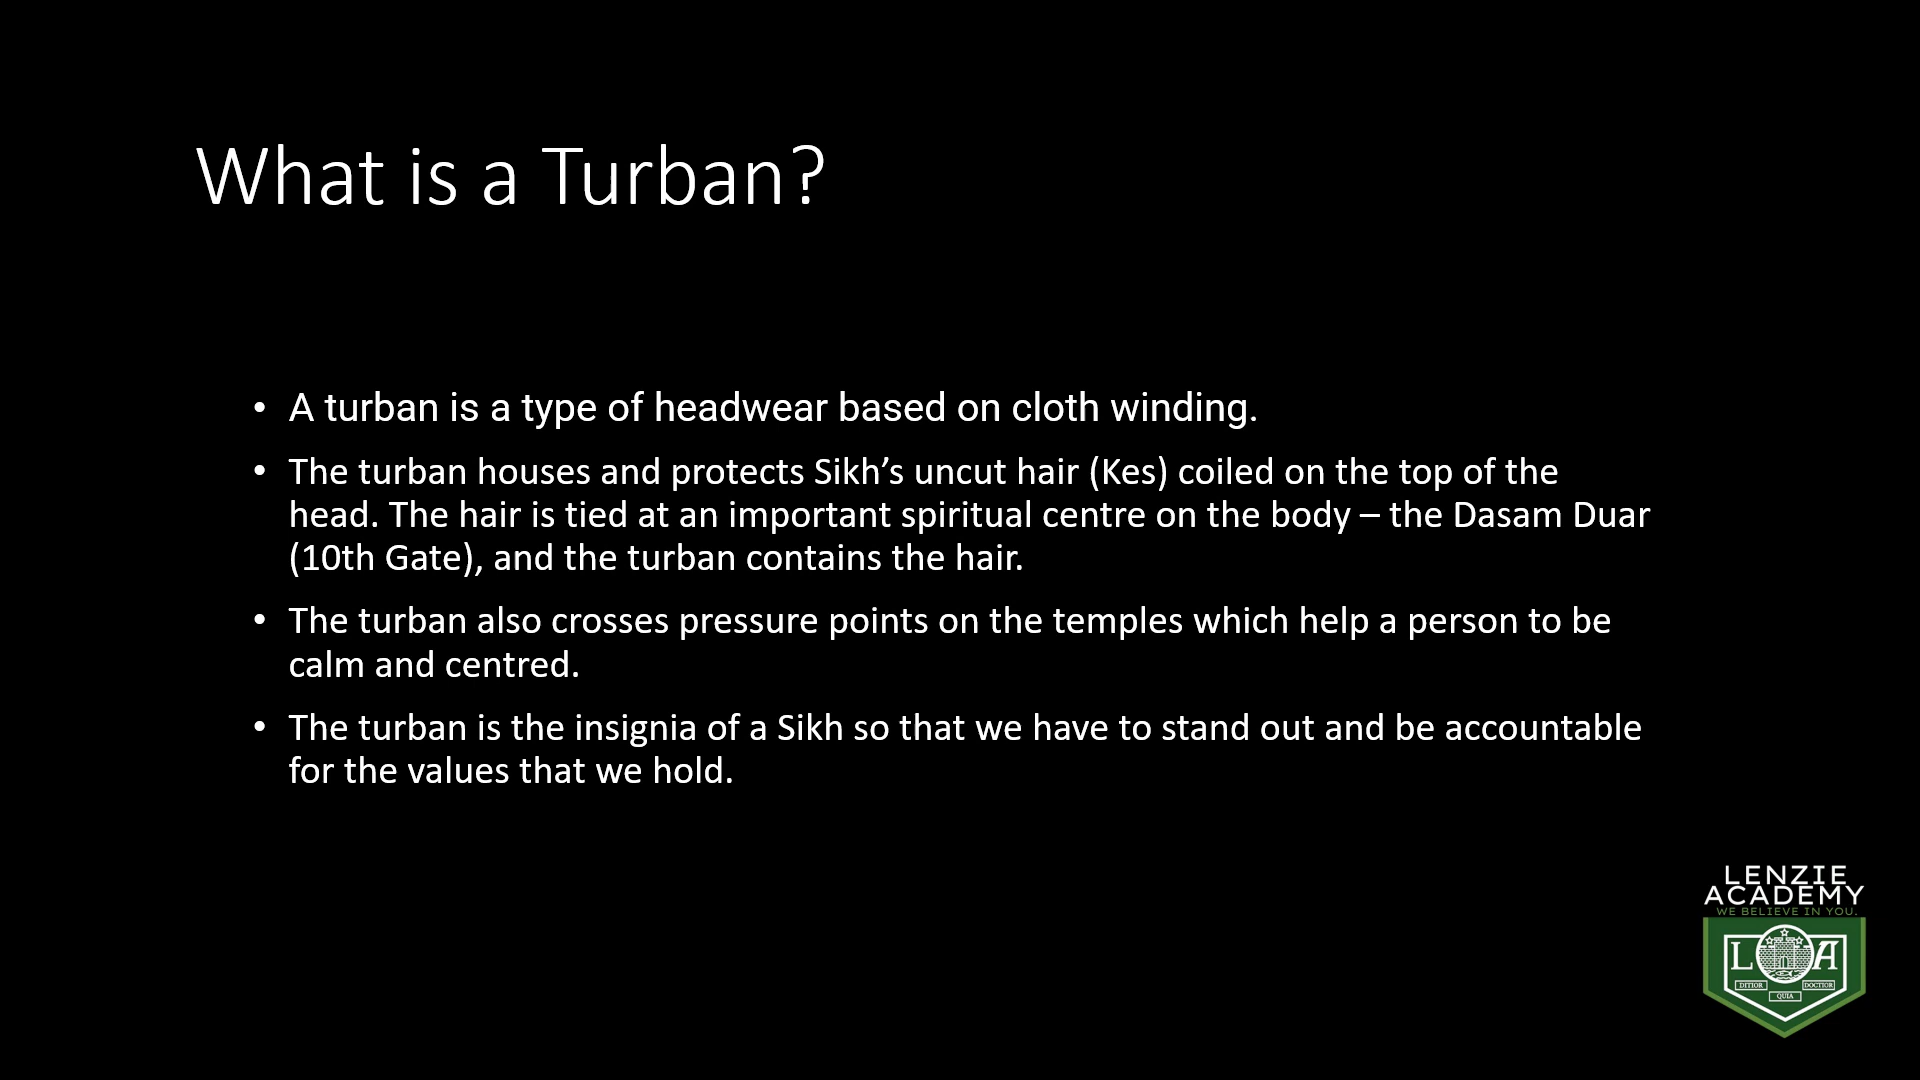 What is a Turban?
• A turban is a type of headwear based on cloth winding.
• The turban houses and protects Sikh’s uncut hair (Kes) coiled on the top of the
head. The hair is tied at an important spiritual centre on the body – the Dasam Duar
(10th Gate), and the turban contains the hair.
• The turban also crosses pressure points on the temples which help a person to be
calm and centred.
• The turban is the insignia of a Sikh so that we have to stand out and be accountable
for the values that we hold.
LENZIE
ACADEMY
WE BELIEVE IN YOU.
L A
DITIOR DOCTIOR
QUIA